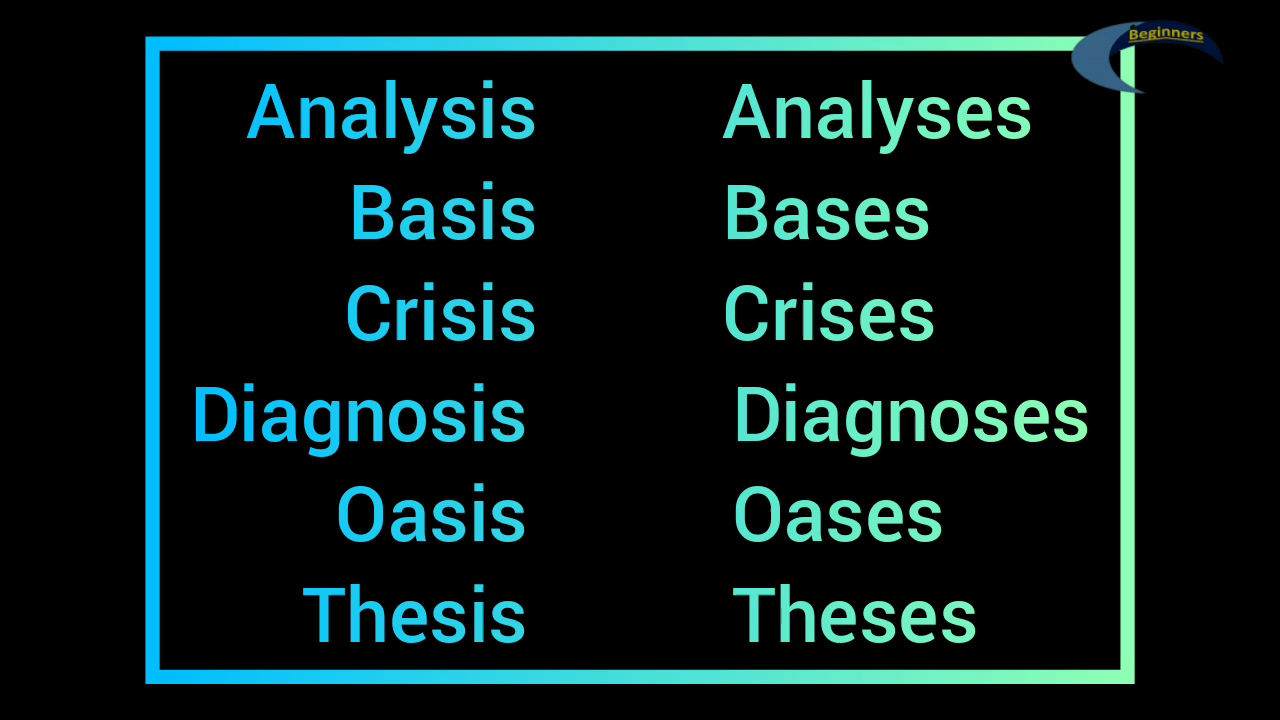 Beginners
Analysis Analyses
Basis Bases
Crisis Crises
Diagnosis Diagnoses
Oasis Oases
Thesis Theses